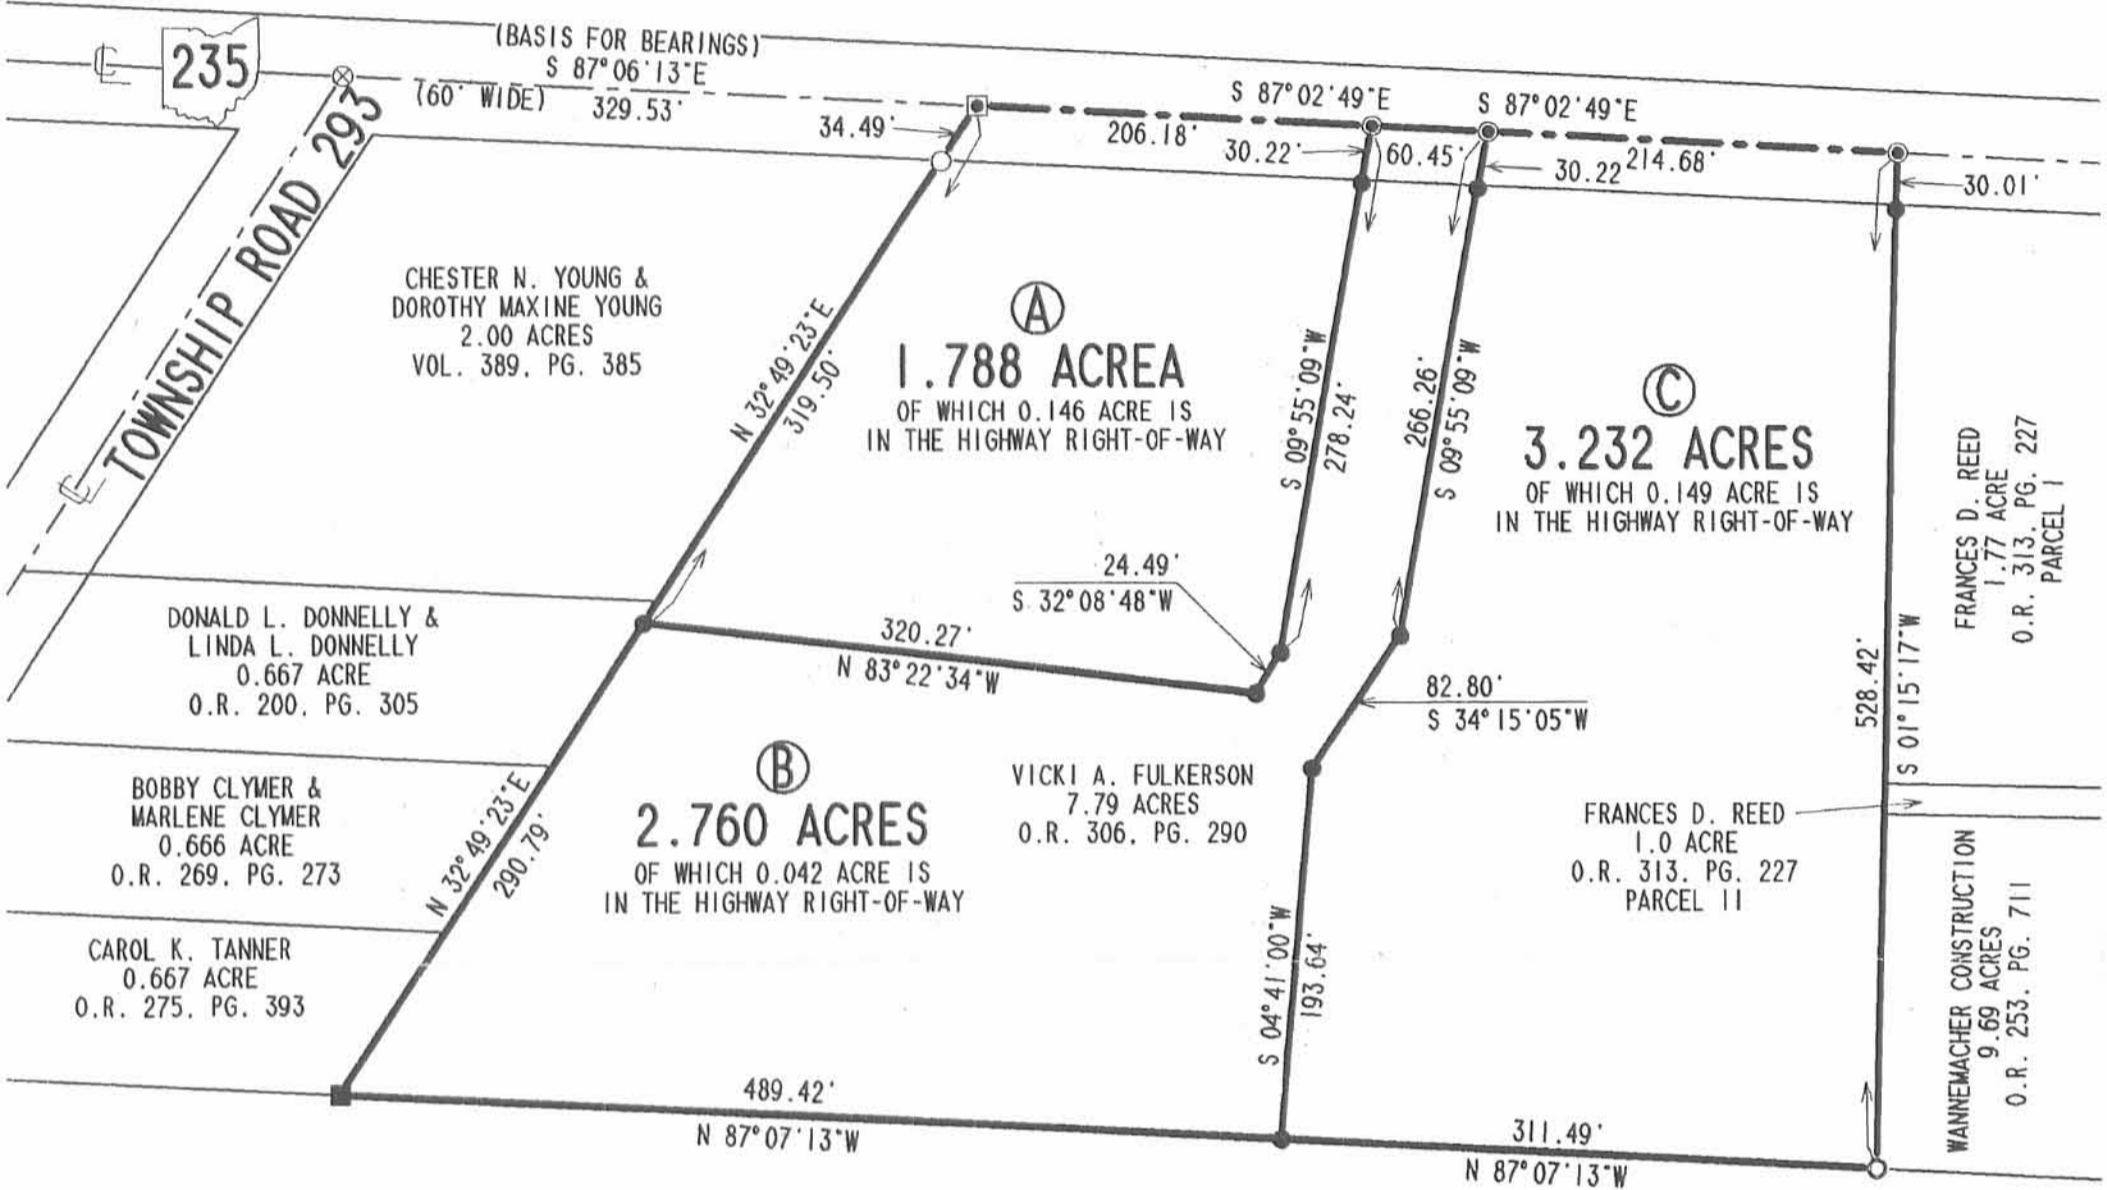 (BASIS FOR BEARINGS)
S 87°06'13"E
235
(60' WIDE)
329.53'
34.49'
S 87°02'49"E
206.18'
30.22'
60.45'
S 87°02'49"E
30.22
214.68'
30.01'
TOWNSHIP ROAD 293
CHESTER N. YOUNG &
DOROTHY MAXINE YOUNG
2.00 ACRES
VOL. 389. PG. 385
N 32°49'23"E
319.50'
A
1.788 ACREA
OF WHICH 0.146 ACRE IS
IN THE HIGHWAY RIGHT-OF-WAY
S 09°55'09"W
278.24'
266.26'
S 09°55'09"W
C
3.232 ACRES
OF WHICH 0.149 ACRE IS
IN THE HIGHWAY RIGHT-OF-WAY
FRANCES D. REED
1.77 ACRE
O.R. 313. PG. 227
PARCEL I
24.49'
S 32°08'48"W
320.27'
N 83°22'34"W
82.80'
S 34°15'05"W
528.42'
S 01°15'17"W
DONALD L. DONNELLY &
LINDA L. DONNELLY
0.667 ACRE
O.R. 200. PG. 305
BOBBY CLYMER &
MARLENE CLYMER
0.666 ACRE
O.R. 269. PG. 273
N 32°49'23"E
290.79'
B
2.760 ACRES
OF WHICH 0.042 ACRE IS
IN THE HIGHWAY RIGHT-OF-WAY
VICKI A. FULKERSON
7.79 ACRES
O.R. 306. PG. 290
FRANCES D. REED
1.0 ACRE
O.R. 313. PG. 227
PARCEL II
CAROL K. TANNER
0.667 ACRE
O.R. 275. PG. 393
S 04°41'00"W
193.64'
WANNEMACHER CONSTRUCTION
9.69 ACRES
O.R. 253. PG. 711
489.42'
N 87°07'13"W
311.49'
N 87°07'13"W